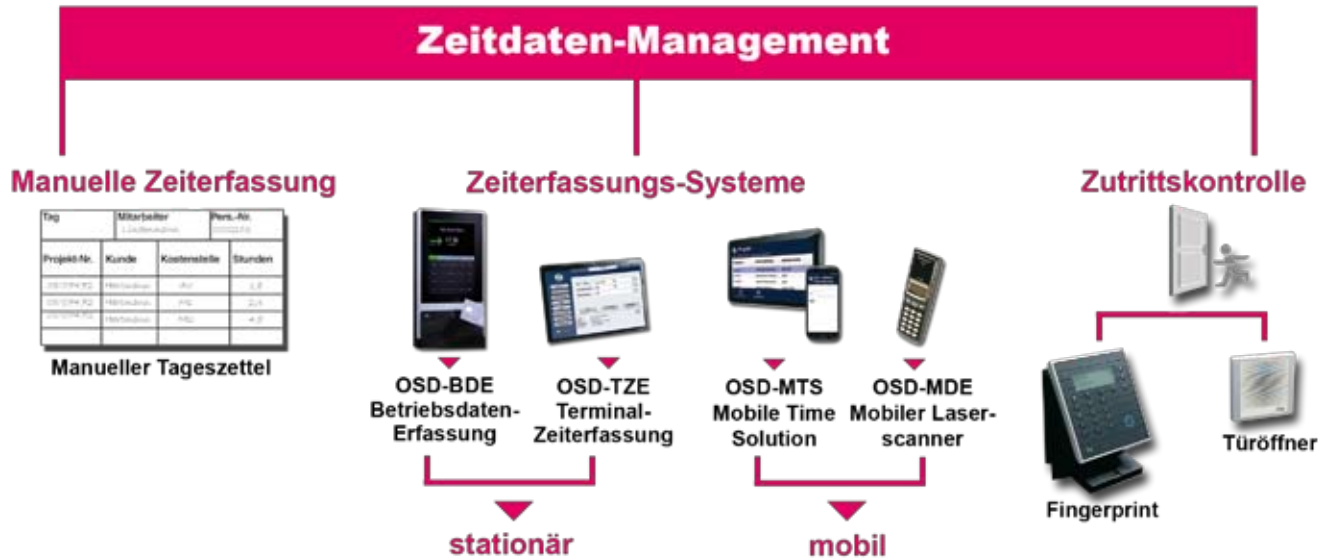 Zeitdaten-Management
Manuelle Zeiterfassung
Tag Mitarbeiter Pers.-Nr.
Projekt-Nr. Kunde Kostenstelle Stunden
Manueller Tageszettel
Zeiterfassungs-Systeme
OSD-BDE
Betriebsdaten-
Erfassung
OSD-TZE
Terminal-
Zeiterfassung
stationär
OSD-MTS
Mobile Time
Solution
OSD-MDE
Mobiler Laser-
scanner
mobil
Zutrittskontrolle
Fingerprint
Türöffner